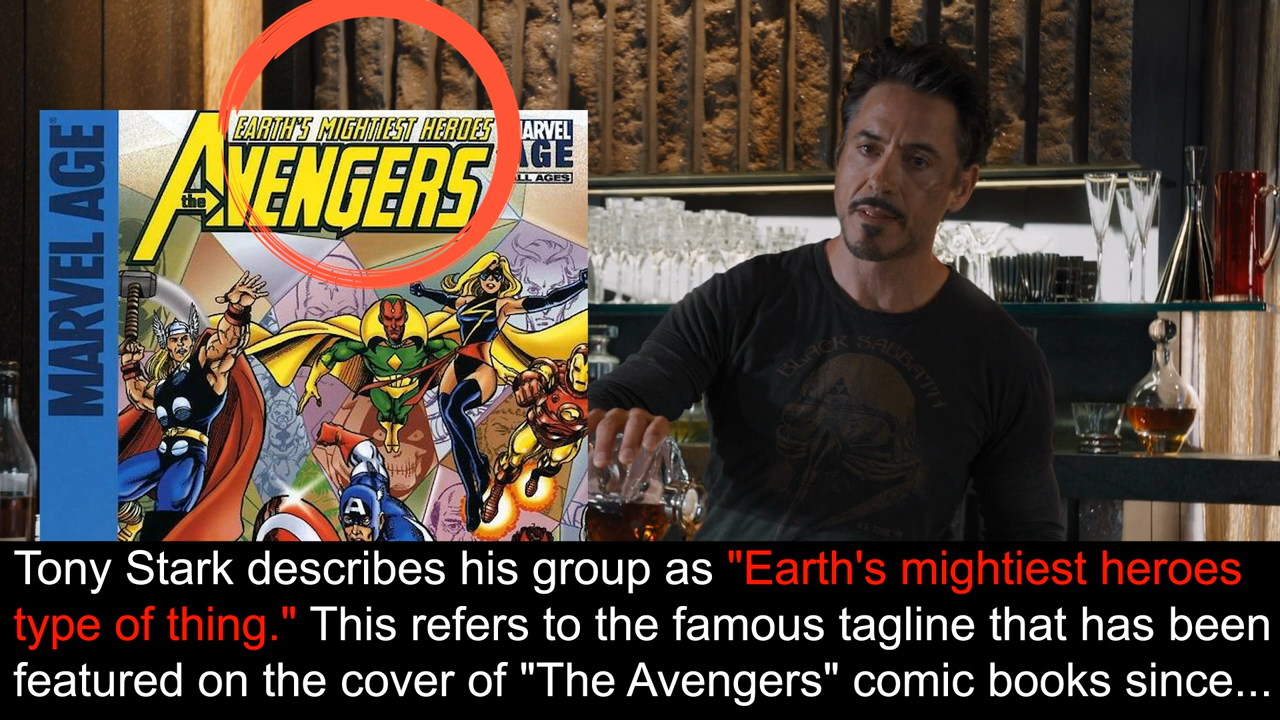 EARTH'S MIGHTIEST HEROES
the AVENGERS
MARVEL AGE
ALL AGES
MARVEL AGE
A
BLACK SABBATH
Tony Stark describes his group as "Earth's mightiest heroes
type of thing." This refers to the famous tagline that has been
featured on the cover of "The Avengers" comic books since...